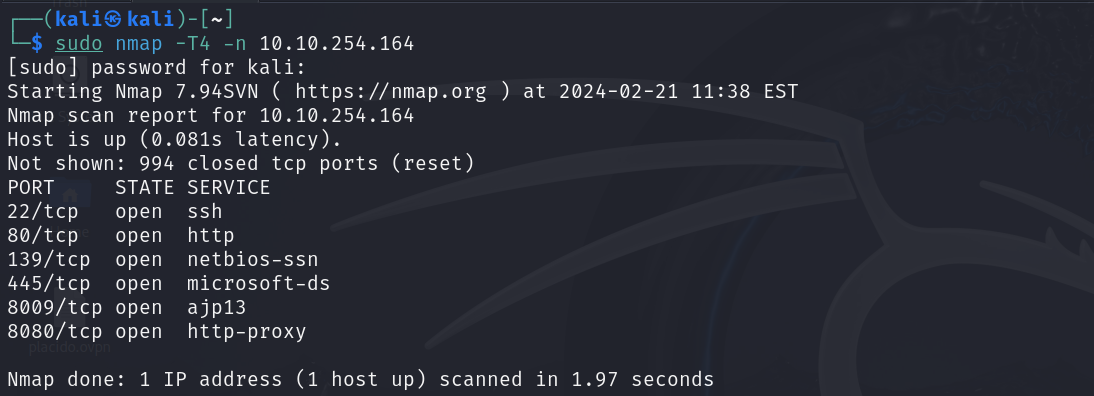 ┌──(kali㉿kali)-[~]
└─$ sudo nmap -T4 -n 10.10.254.164
[sudo] password for kali:
Starting Nmap 7.94SVN ( https://nmap.org ) at 2024-02-21 11:38 EST
Nmap scan report for 10.10.254.164
Host is up (0.081s latency).
Not shown: 994 closed tcp ports (reset)
PORT     STATE SERVICE
22/tcp   open  ssh
80/tcp   open  http
139/tcp  open  netbios-ssn
445/tcp  open  microsoft-ds
8009/tcp open  ajp13
8080/tcp open  http-proxy
placido.ovpn
Nmap done: 1 IP address (1 host up) scanned in 1.97 seconds